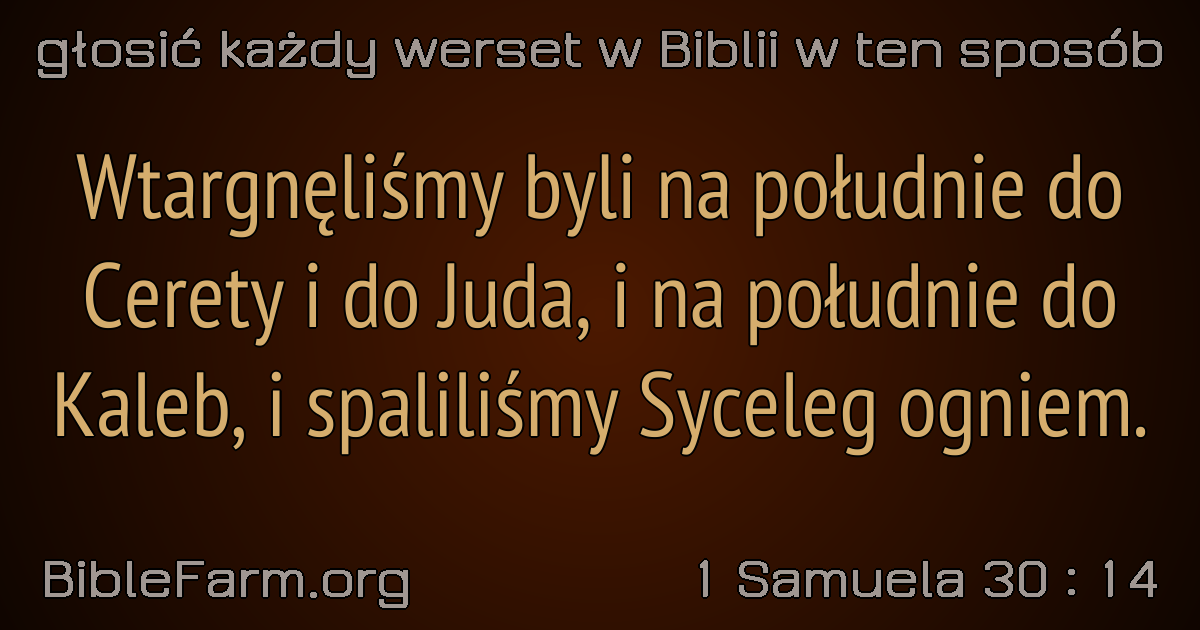 głosić każdy werset w Biblii w ten sposób
Wtargnęliśmy byli na południe do
Cerety i do Juda, i na południe do
Kaleb, i spaliliśmy Syceleg ogniem.
BibleFarm.org
1 Samuela 30 : 14